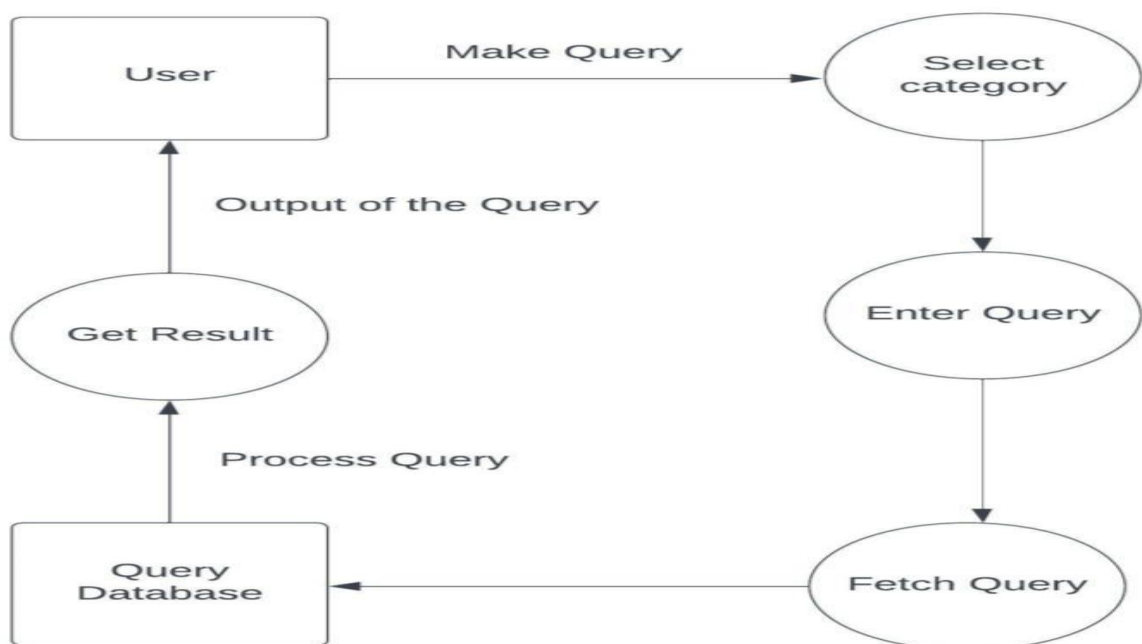 User
Make Query
Select
category
Output of the Query
Enter Query
Get Result
Process Query
Query
Database
Fetch Query